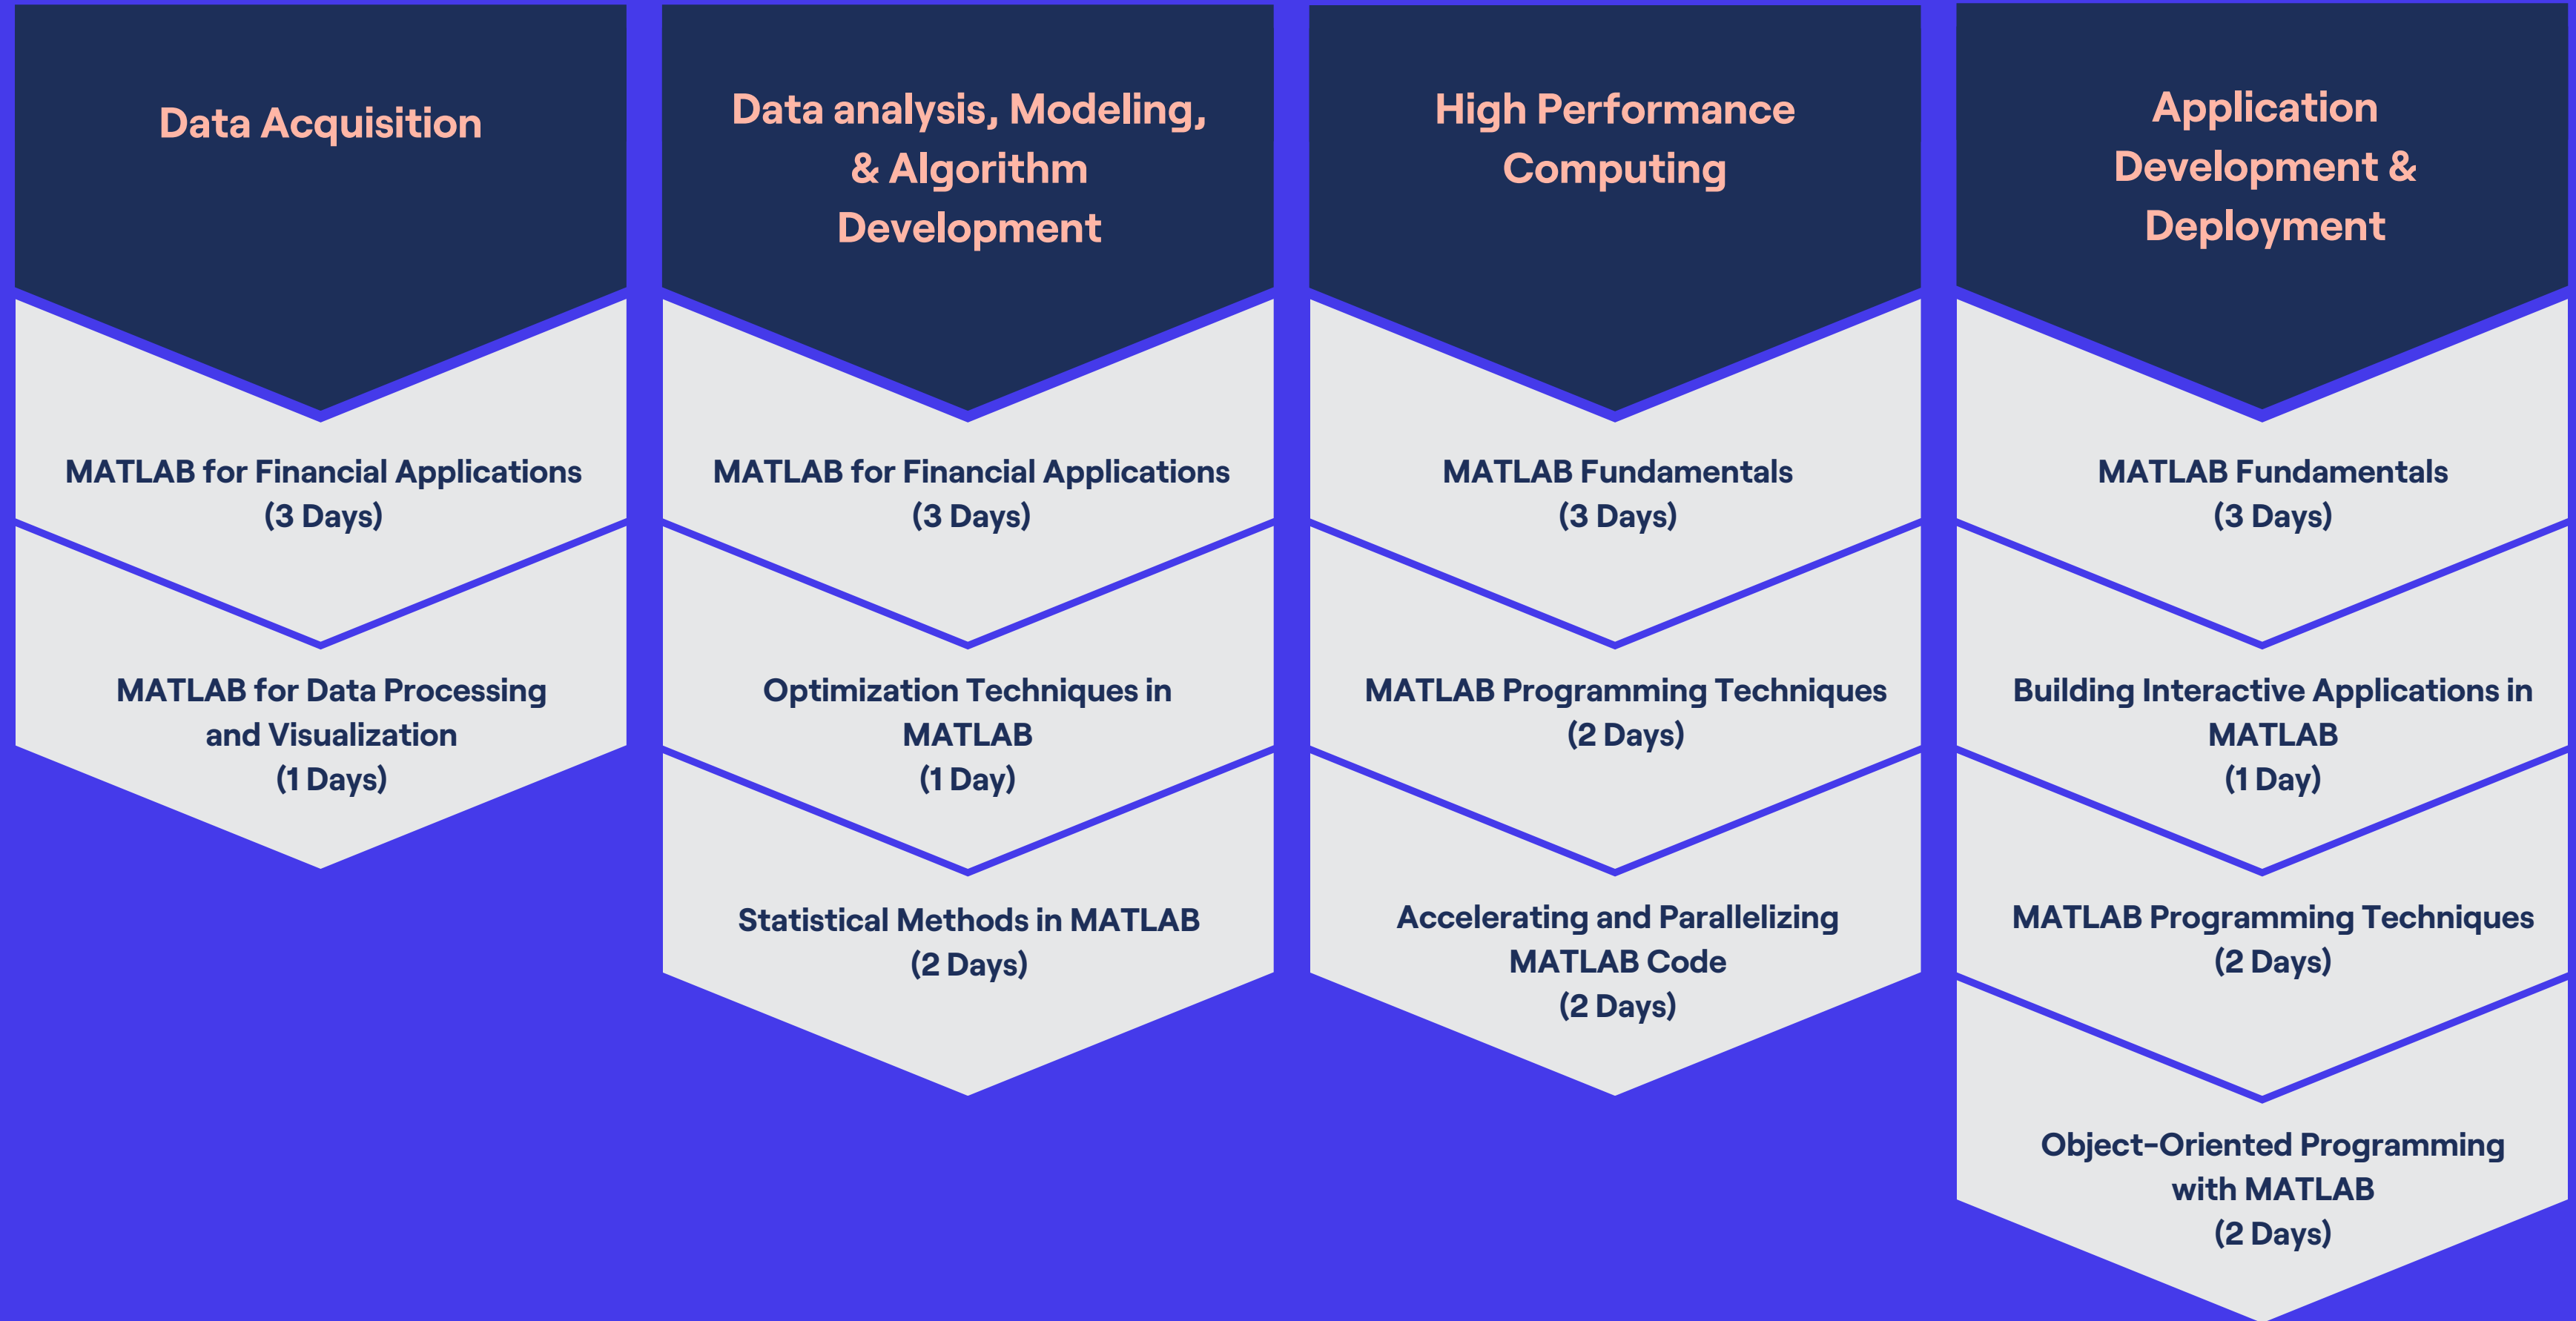 Data Acquisition
MATLAB for Financial Applications
(3 Days)
MATLAB for Data Processing
and Visualization
(1 Days)
Data analysis, Modeling,
& Algorithm
Development
MATLAB for Financial Applications
(3 Days)
Optimization Techniques in
MATLAB
(1 Day)
Statistical Methods in MATLAB
(2 Days)
High Performance
Computing
MATLAB Fundamentals
(3 Days)
MATLAB Programming Techniques
(2 Days)
Accelerating and Parallelizing
MATLAB Code
(2 Days)
Application
Development &
Deployment
MATLAB Fundamentals
(3 Days)
Building Interactive Applications in
MATLAB
(1 Day)
MATLAB Programming Techniques
(2 Days)
Object-Oriented Programming
with MATLAB
(2 Days)